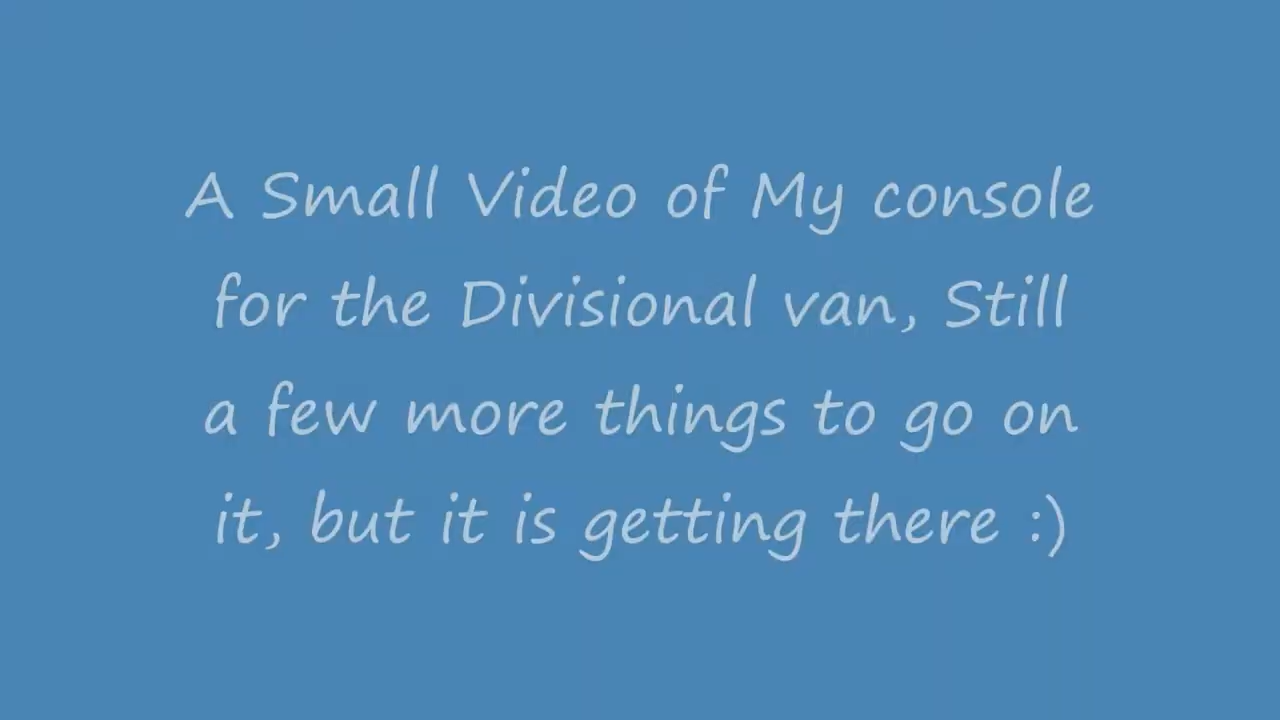 A Small Video of My console
for the Divisional van, Still
a few more things to go on
it, but it is getting there :)